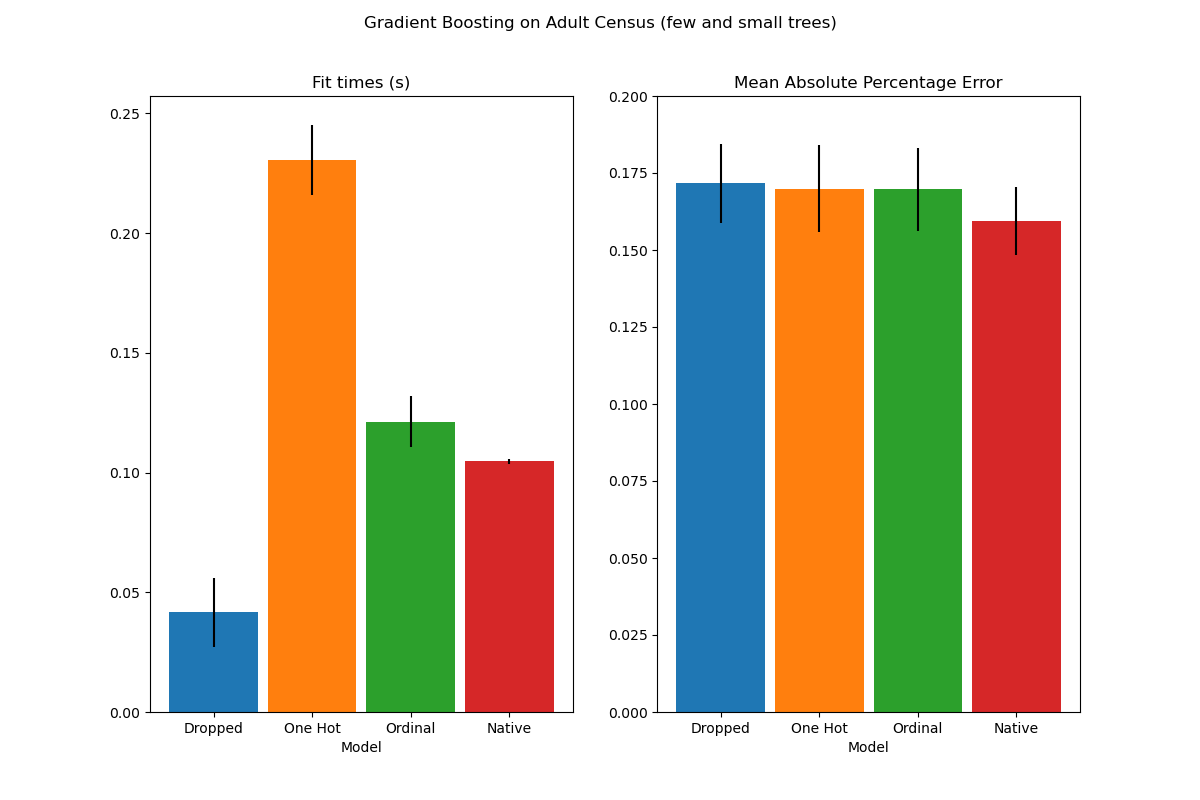 Gradient Boosting on Adult Census (few and small trees)
Fit times (s)
0.25
0.20
0.15
0.10
0.05
0.00
Dropped One Hot Ordinal Native
Model
Mean Absolute Percentage Error
0.200
0.175
0.150
0.125
0.100
0.075
0.050
0.025
0.000
Dropped One Hot Ordinal Native
Model